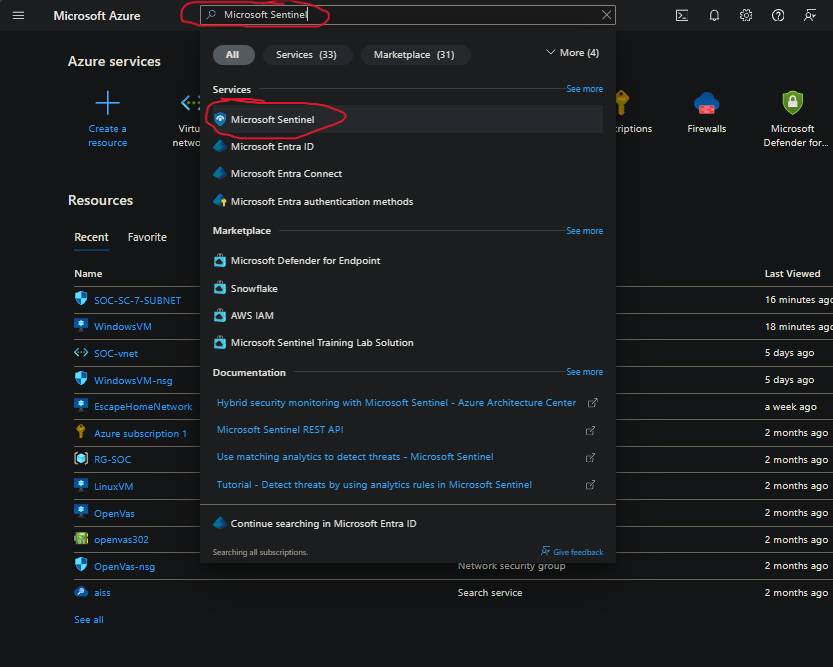 Microsoft Azure
Microsoft Sentinel
All
Services (33)
Marketplace (31)
More (4)
Azure services
Create a resource
Virtu
netwo
Services
See more
Microsoft Sentinel
Microsoft Entra ID
Microsoft Entra Connect
Microsoft Entra authentication methods
criptions
Firewalls
Microsoft
Defender for...
Marketplace
See more
Microsoft Defender for Endpoint
Snowflake
AWS IAM
Microsoft Sentinel Training Lab Solution
Documentation
See more
Hybrid security monitoring with Microsoft Sentinel - Azure Architecture Center
Microsoft Sentinel REST API
Use matching analytics to detect threats - Microsoft Sentinel
Tutorial - Detect threats by using analytics rules in Microsoft Sentinel
Continue searching in Microsoft Entra ID
Searching all subscriptions.
Give feedback
Resources
Recent
Favorite
Name
Last Viewed
SOC-SC-7-SUBNET
16 minutes ago
WindowsVM
18 minutes ago
SOC-vnet
5 days ago
WindowsVM-nsg
5 days ago
EscapeHomeNetwork
a week ago
Azure subscription 1
2 months ago
RG-SOC
2 months ago
LinuxVM
2 months ago
OpenVas
2 months ago
openvas302
2 months ago
OpenVas-nsg
Network security group
2 months ago
aiss
Search service
2 months ago
See all